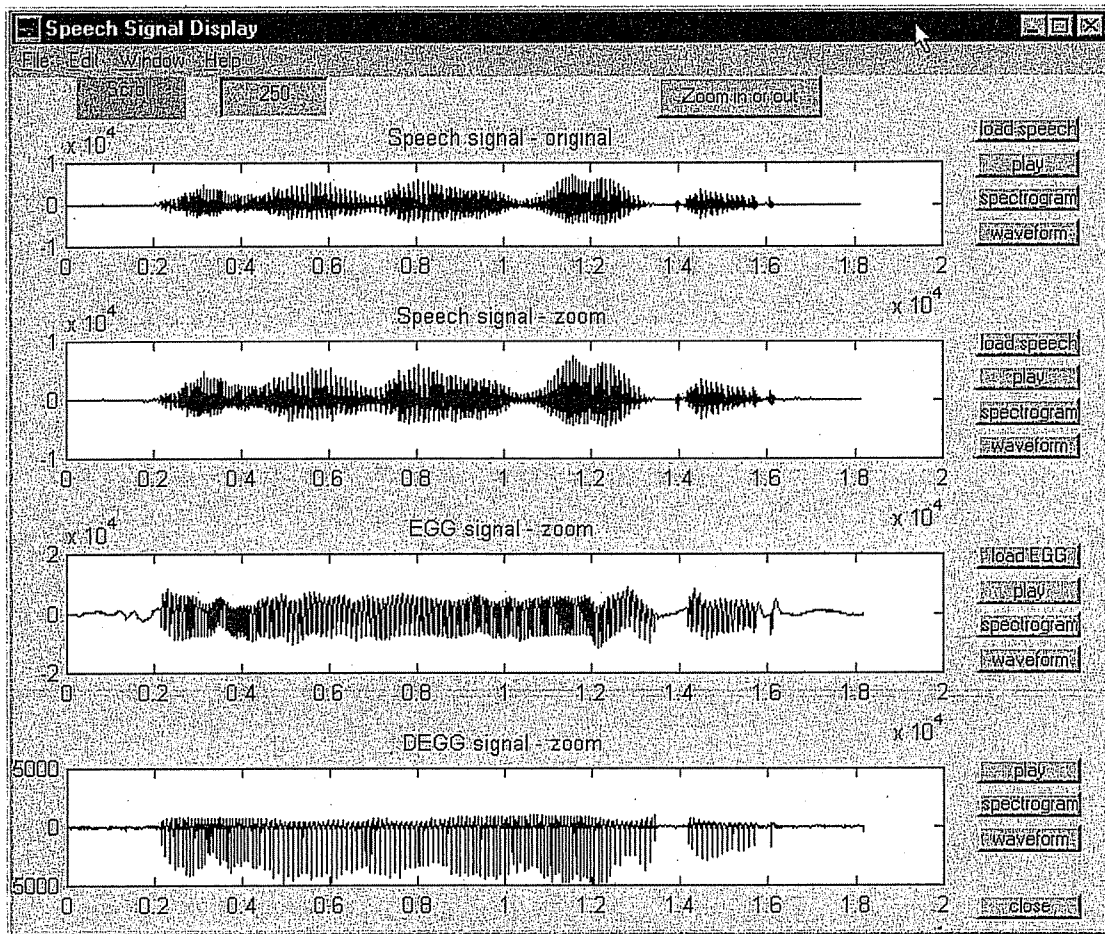 Speech Signal Display
File Edit Window Help
Scroll 250 Zoom in or out
x 10^4 Speech signal - original
1
0
-1
0 0.2 0.4 0.6 0.8 1 1.2 1.4 1.6 1.8 2
x 10^4
load speech
play
spectrogram
waveform
x 10^4 Speech signal - zoom
1
0
-1
0 0.2 0.4 0.6 0.8 1 1.2 1.4 1.6 1.8 2
x 10^4
load speech
play
spectrogram
waveform
x 10^4 EGG signal - zoom
2
0
2
0 0.2 0.4 0.6 0.8 1 1.2 1.4 1.6 1.8 2
x 10^4
load EGG
play
spectrogram
waveform
DEGG signal - zoom
5000
0
5000
0 0.2 0.4 0.6 0.8 1 1.2 1.4 1.6 1.8 2
play
spectrogram
waveform
close